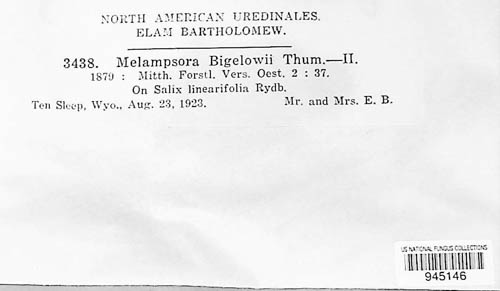 NORTH AMERICAN UREDINALES.
ELAM BARTHOLOMEW.
3438. Melampsora Bigelowii Thum.—II.
1879 : Mitth. Forstl. Vers. Oest. 2 : 37.
On Salix linearifolia Rydb.
Ten Sleep, Wyo., Aug. 23, 1923. Mr. and Mrs. E. B.
US NATIONAL FUNGUS COLLECTIONS
945146